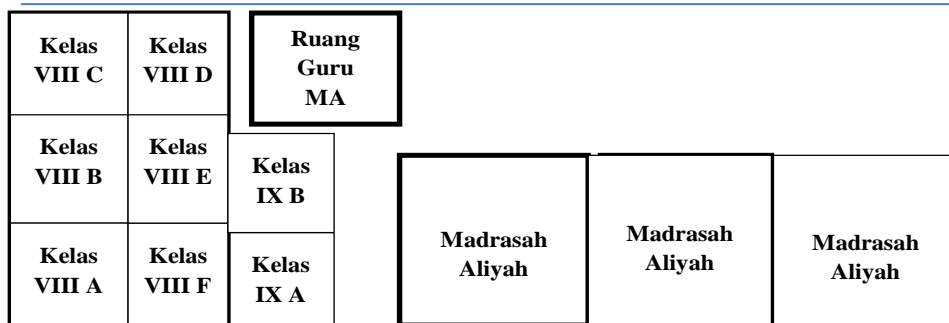 Kelas
VIII C
Kelas
VIII D
Ruang
Guru
MA
Kelas
VIII B
Kelas
VIII E
Kelas
IX B
Kelas
VIII A
Kelas
VIII F
Kelas
IX A
Madrasah
Aliyah
Madrasah
Aliyah
Madrasah
Aliyah